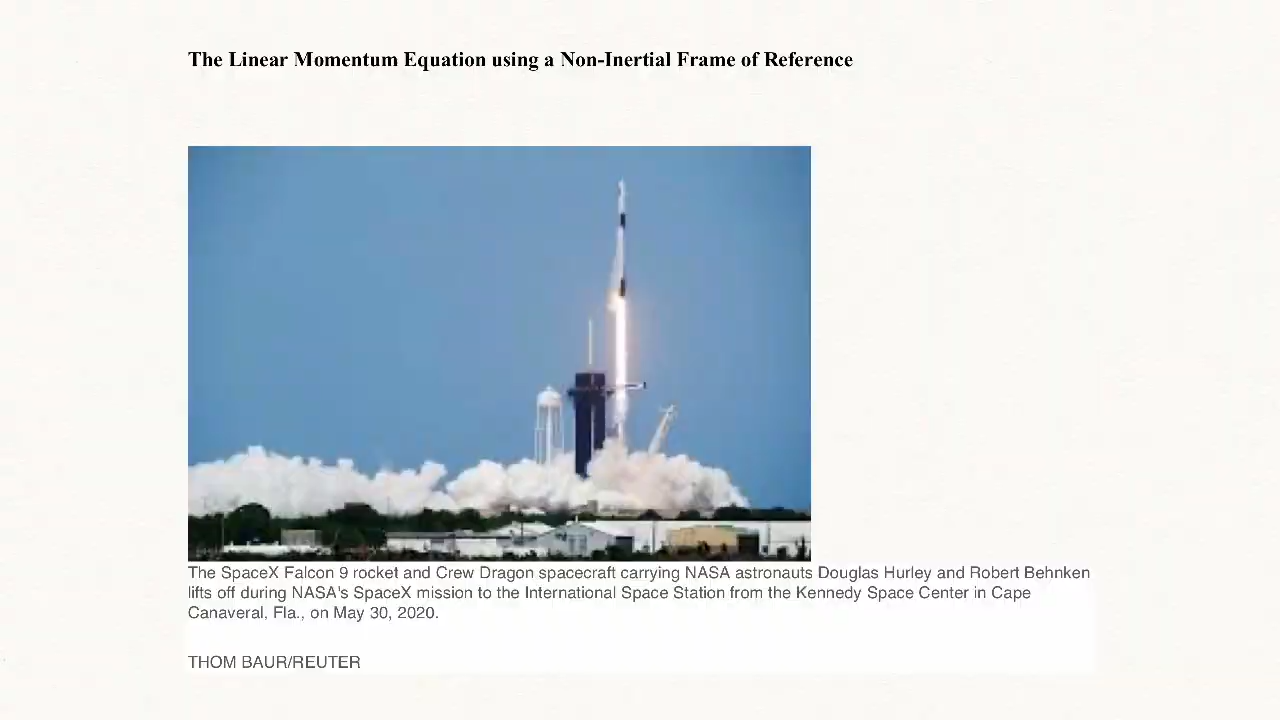 The Linear Momentum Equation using a Non-Inertial Frame of Reference
The SpaceX Falcon 9 rocket and Crew Dragon spacecraft carrying NASA astronauts Douglas Hurley and Robert Behnken
lifts off during NASA's SpaceX mission to the International Space Station from the Kennedy Space Center in Cape
Canaveral, Fla., on May 30, 2020.
THOM BAUR/REUTER